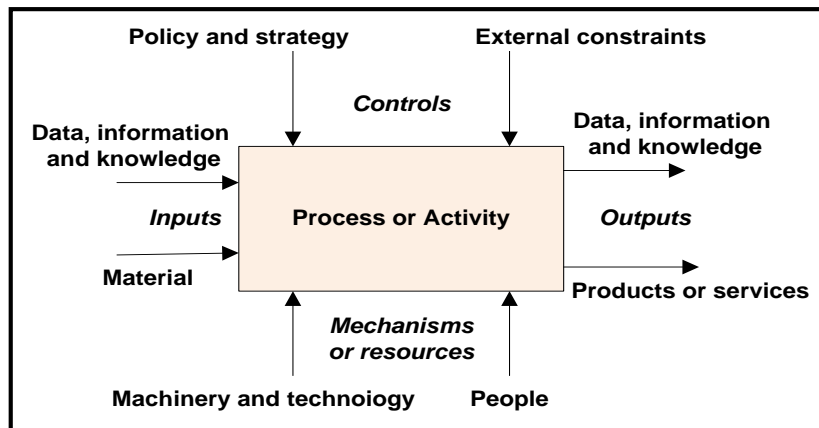 Policy and strategy
External constraints
Controls
Data, information
and knowledge
Data, information
and knowledge
Inputs
Process or Activity
Outputs
Material
Products or services
Mechanisms
or resources
Machinery and technoiogy
People